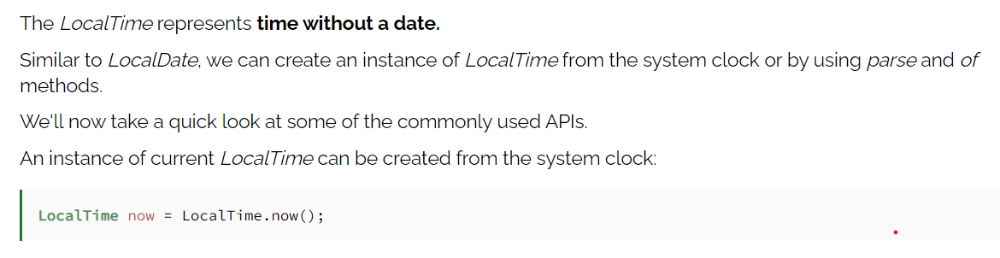 The LocalTime represents time without a date.
Similar to LocalDate, we can create an instance of LocalTime from the system clock or by using parse and of
methods.
We'll now take a quick look at some of the commonly used APIs.
An instance of current LocalTime can be created from the system clock:
LocalTime now = LocalTime.now();